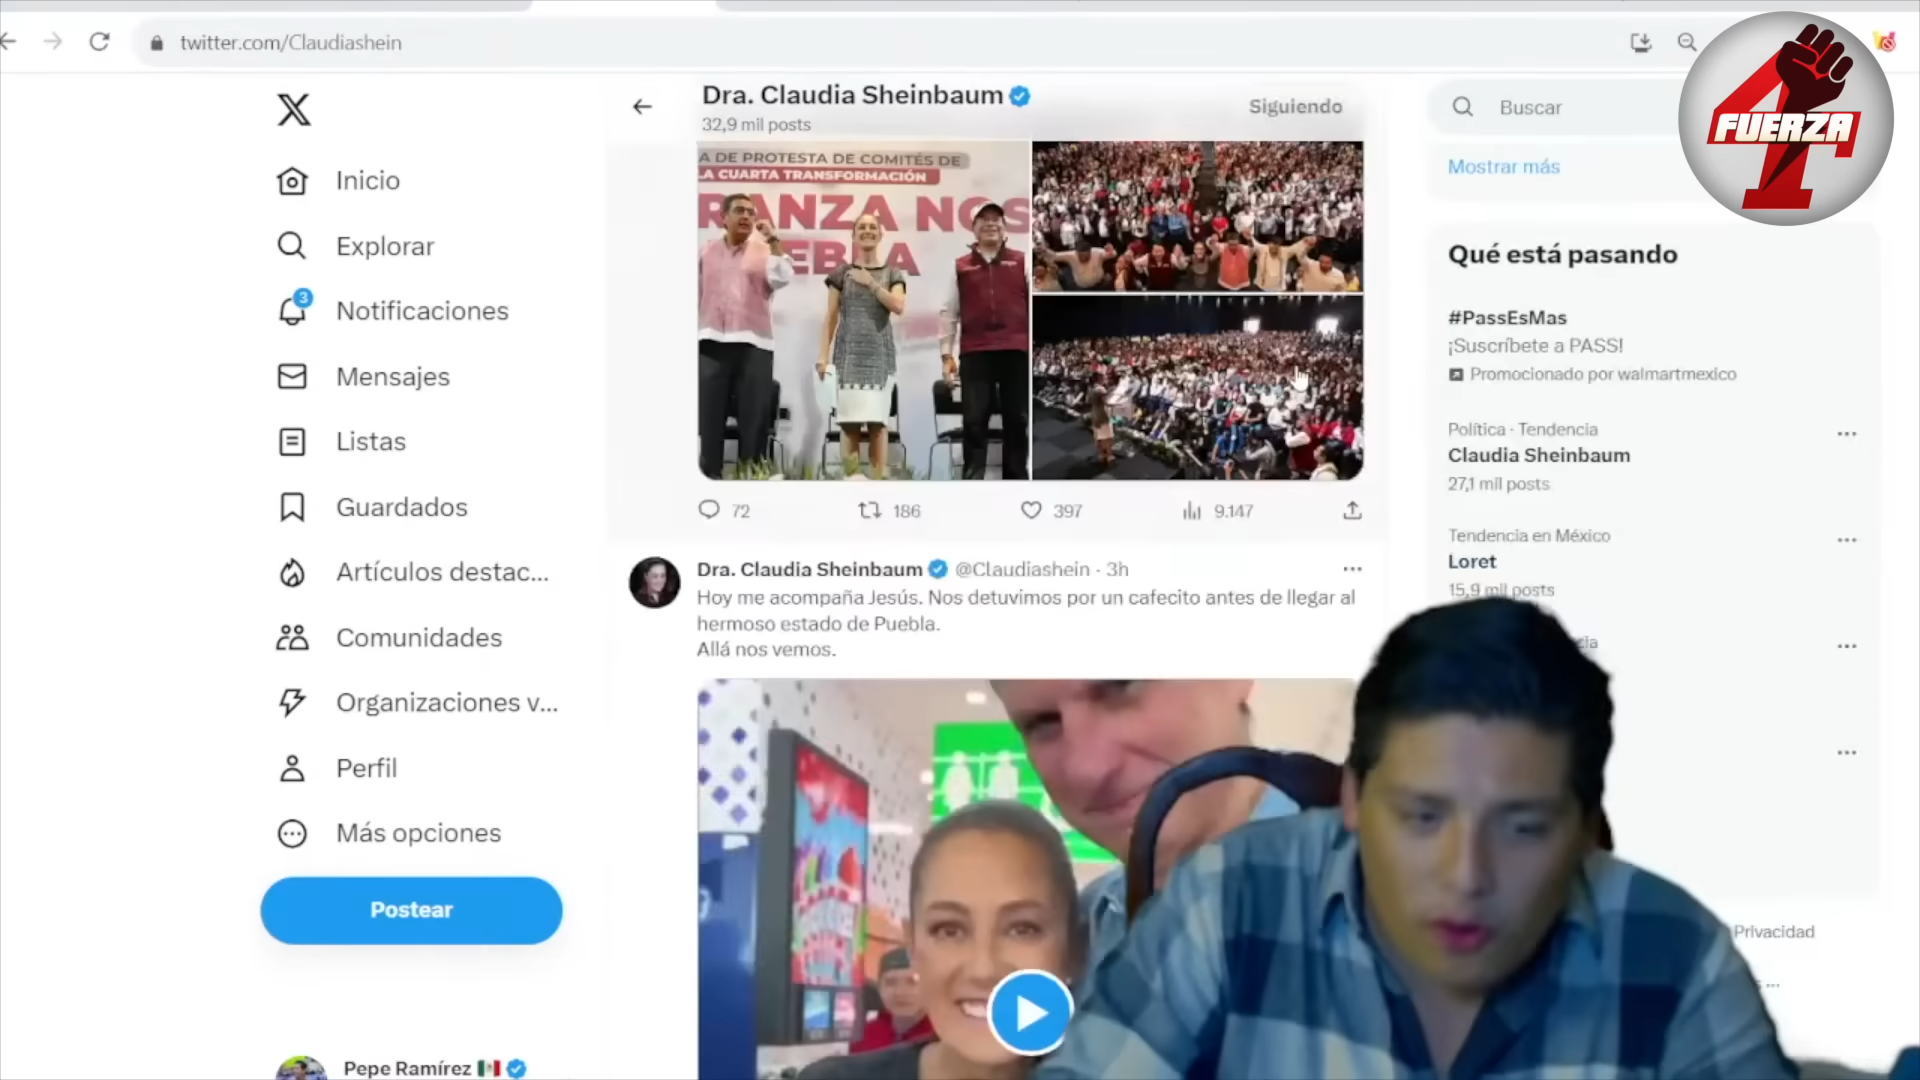 twitter.com/Claudiashein
FUERZA
4T
Dra. Claudia Sheinbaum
32,9 mil posts
Siguiendo
Buscar
Mostrar más
Inicio
Explorar
3
Notificaciones
Mensajes
Listas
Guardados
Artículos destac...
Comunidades
Organizaciones v...
Perfil
Más opciones
Postear
Pepe Ramírez
A DE PROTESTA DE COMITÉS DE
LA CUARTA TRANSFORMACIÓN
RANZA NOS
EBLA
72
186
397
9.147
Dra. Claudia Sheinbaum @Claudiashein · 3h
Hoy me acompaña Jesús. Nos detuvimos por un cafecito antes de llegar al
hermoso estado de Puebla.
Allá nos vemos.
Qué está pasando
#PassEsMas
¡Suscríbete a PASS!
Promocionado por walmartmexico
Política · Tendencia
Claudia Sheinbaum
27,1 mil posts
Tendencia en México
Loret
15,9 mil posts
Privacidad